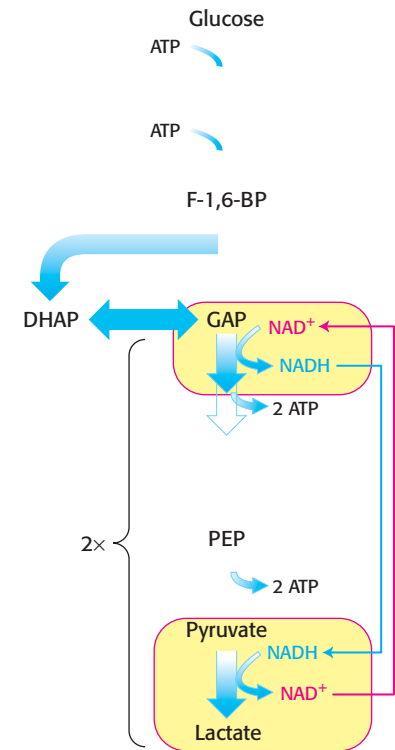 Glucose
ATP
ATP
F-1,6-BP
DHAP
GAP
NAD⁺
NADH
2 ATP
2×
PEP
2 ATP
Pyruvate
NADH
NAD⁺
Lactate